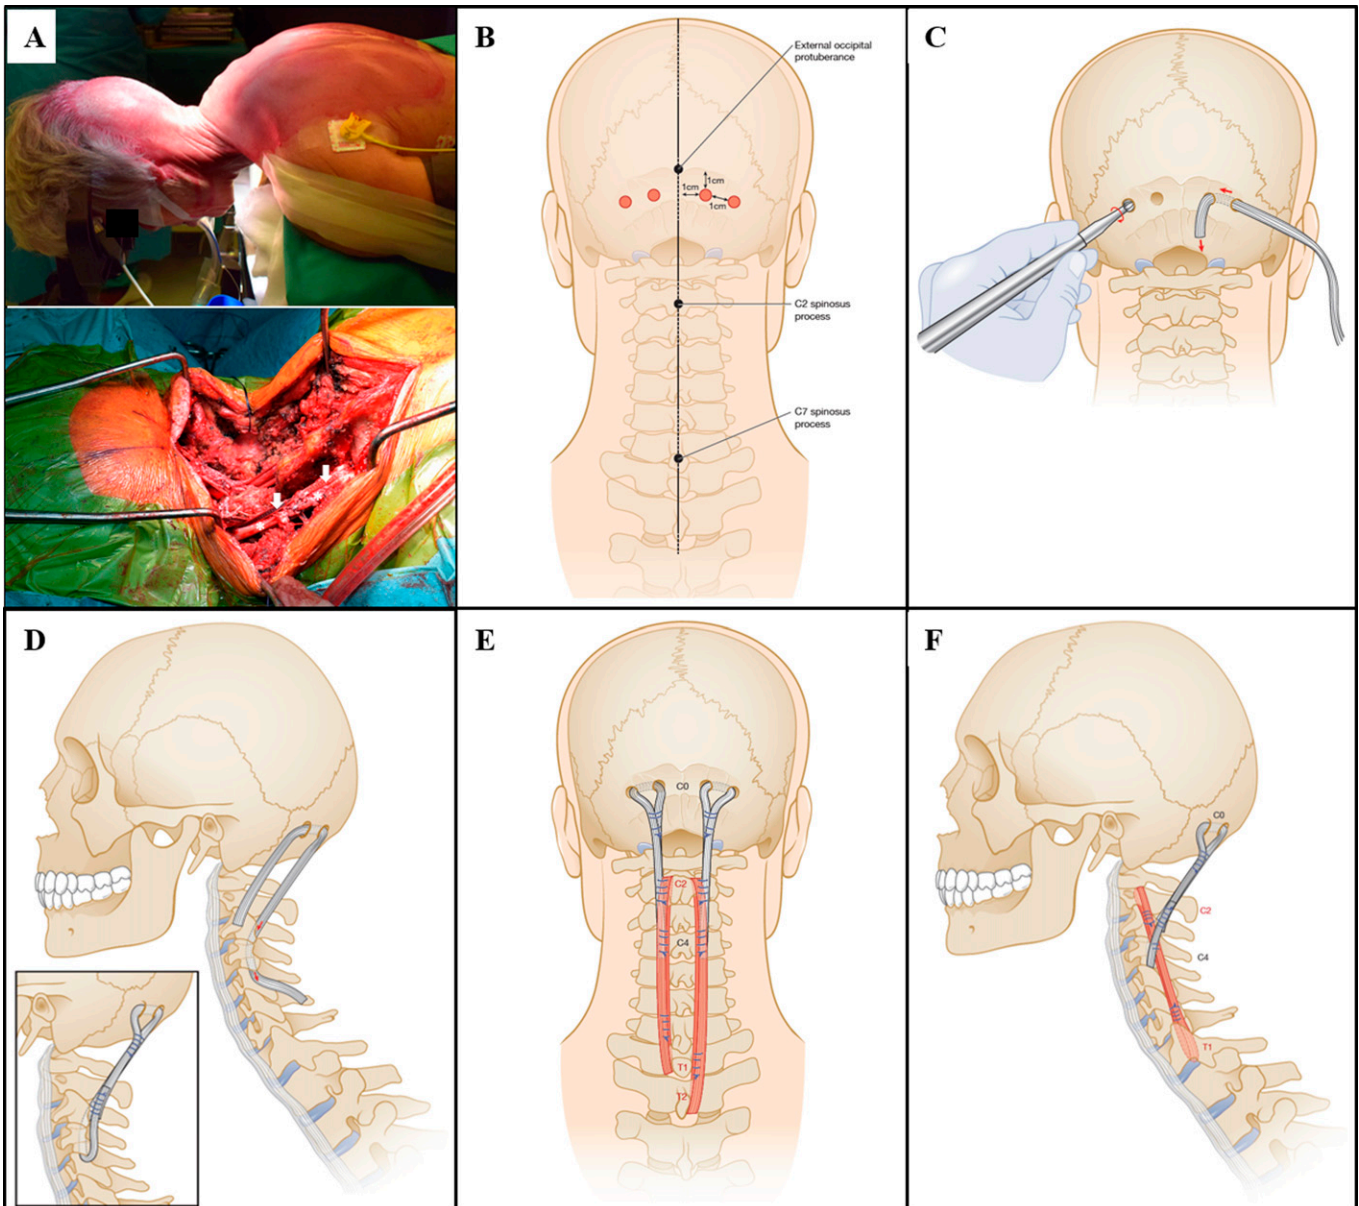 A
B
External occipital
protuberance
1cm
1cm
1cm
C2 spinosus
process
C7 spinosus
process
C
D
E
C0
C2
C4
T1
T2
F
C0
C2
C4
T1